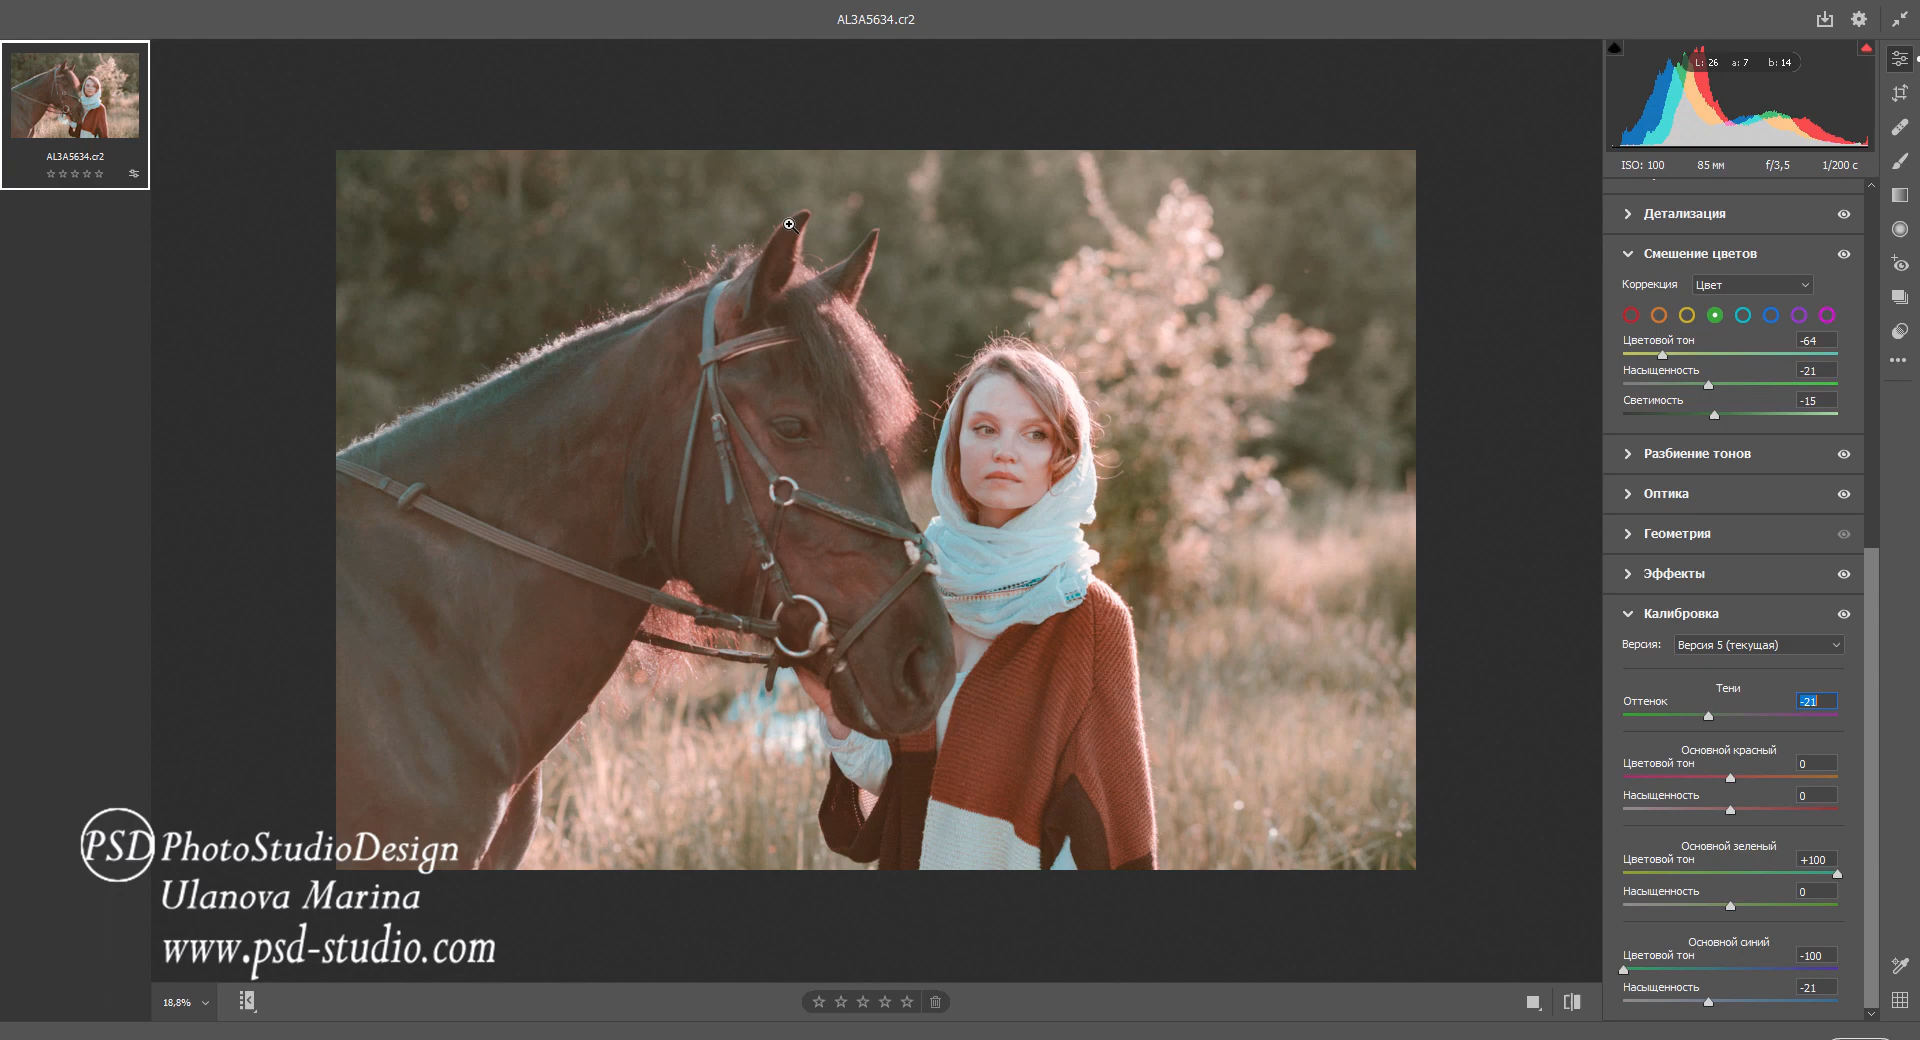 AL3A5634.cr2
AL3A5634.cr2
L: 26 a: 7 b: 14
ISO: 100 85 мм f/3,5 1/200 с
Детализация
Смешение цветов
Коррекция Цвет
Цветовой тон -64
Насыщенность -21
Светимость -15
Разбиение тонов
Оптика
Геометрия
Эффекты
Калибровка
Версия: Версия 5 (текущая)
Тени
Оттенок -21
Основной красный
Цветовой тон 0
Насыщенность 0
Основной зеленый
Цветовой тон +100
Насыщенность 0
Основной синий
Цветовой тон -100
Насыщенность -21
PSD PhotoStudioDesign
Ulanova Marina
www.psd-studio.com
18,8%